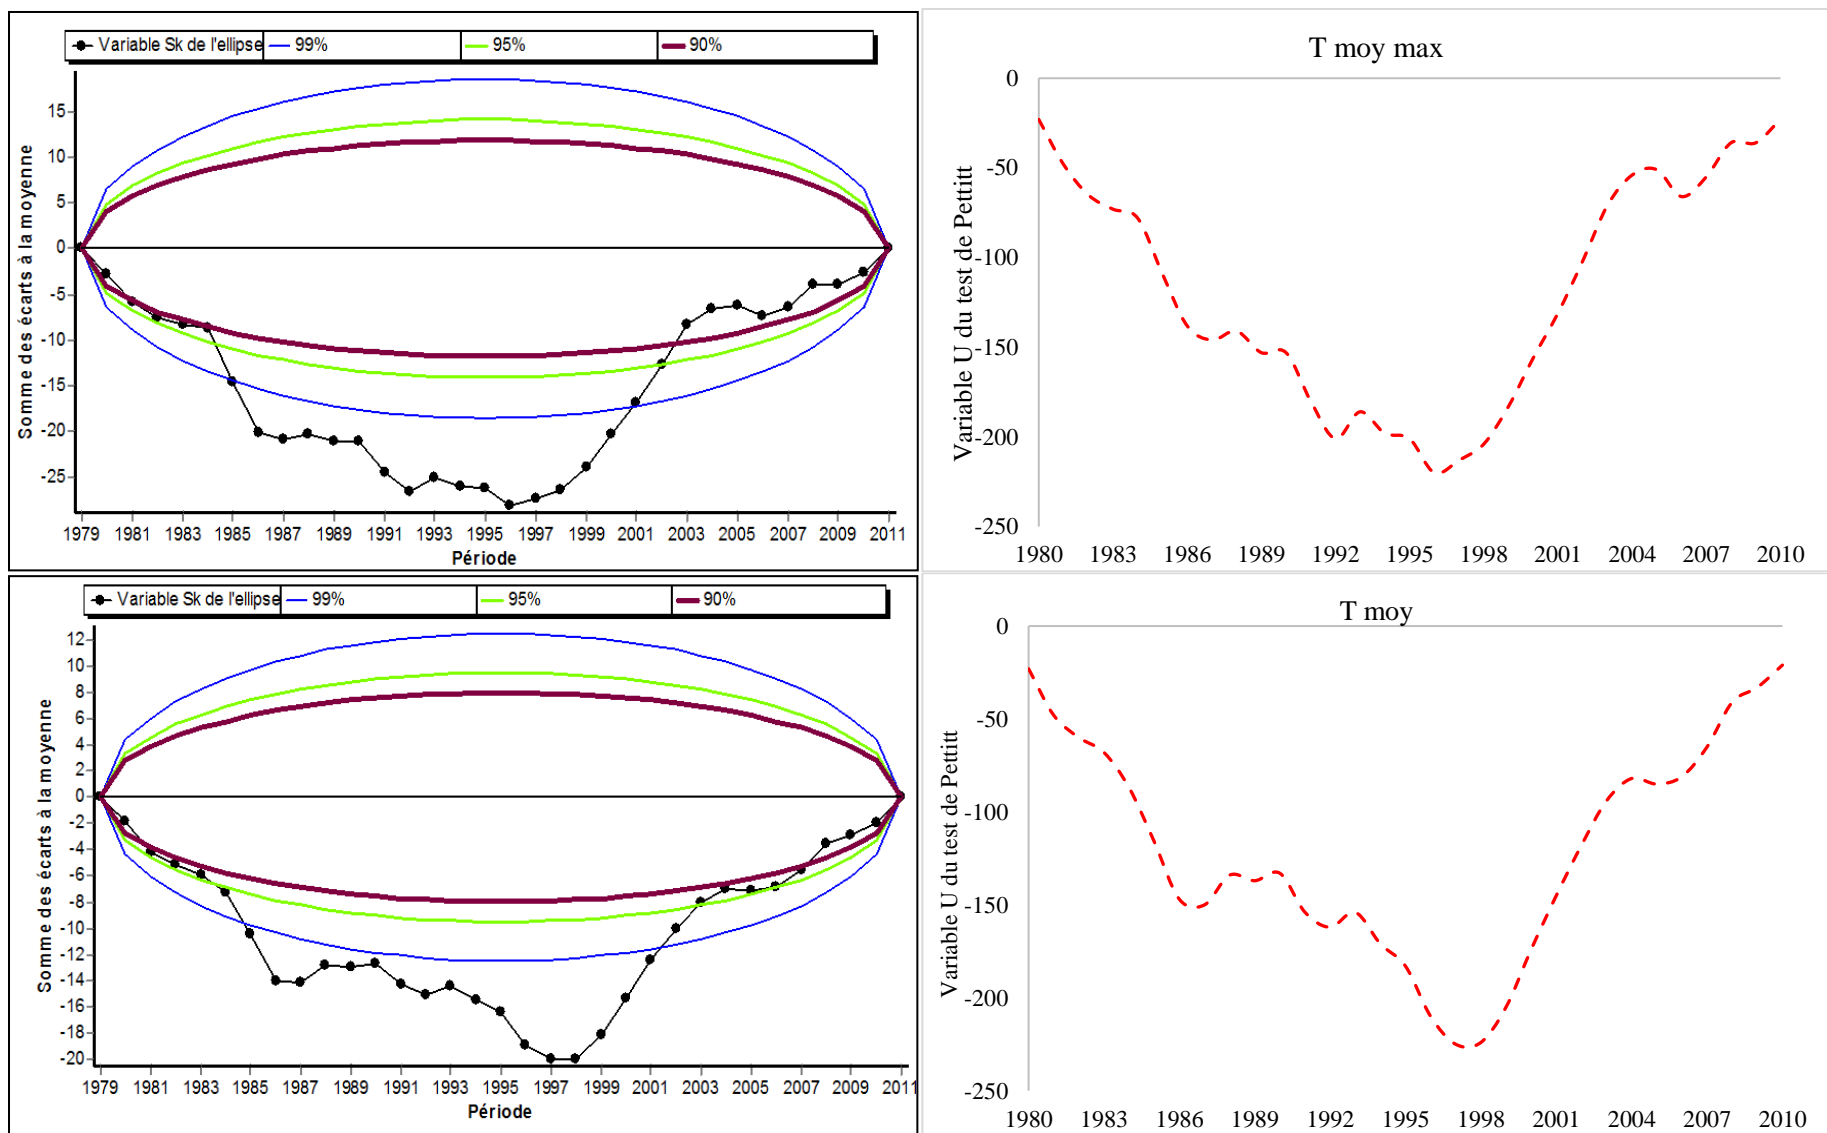 Variable Sk de l'ellipse 99% 95% 90%
Somme des écarts à la moyenne
15
10
5
0
-5
-10
-15
-20
-25
1979 1981 1983 1985 1987 1989 1991 1993 1995 1997 1999 2001 2003 2005 2007 2009 2011
Période
T moy max
Variable U du test de Pettitt
0
-50
-100
-150
-200
-250
1980 1983 1986 1989 1992 1995 1998 2001 2004 2007 2010
Variable Sk de l'ellipse 99% 95% 90%
Somme des écarts à la moyenne
12
10
8
6
4
2
0
-2
-4
-6
-8
-10
-12
-14
-16
-18
-20
1979 1981 1983 1985 1987 1989 1991 1993 1995 1997 1999 2001 2003 2005 2007 2009 2011
Période
T moy
Variable U du test de Pettitt
0
-50
-100
-150
-200
-250
1980 1983 1986 1989 1992 1995 1998 2001 2004 2007 2010